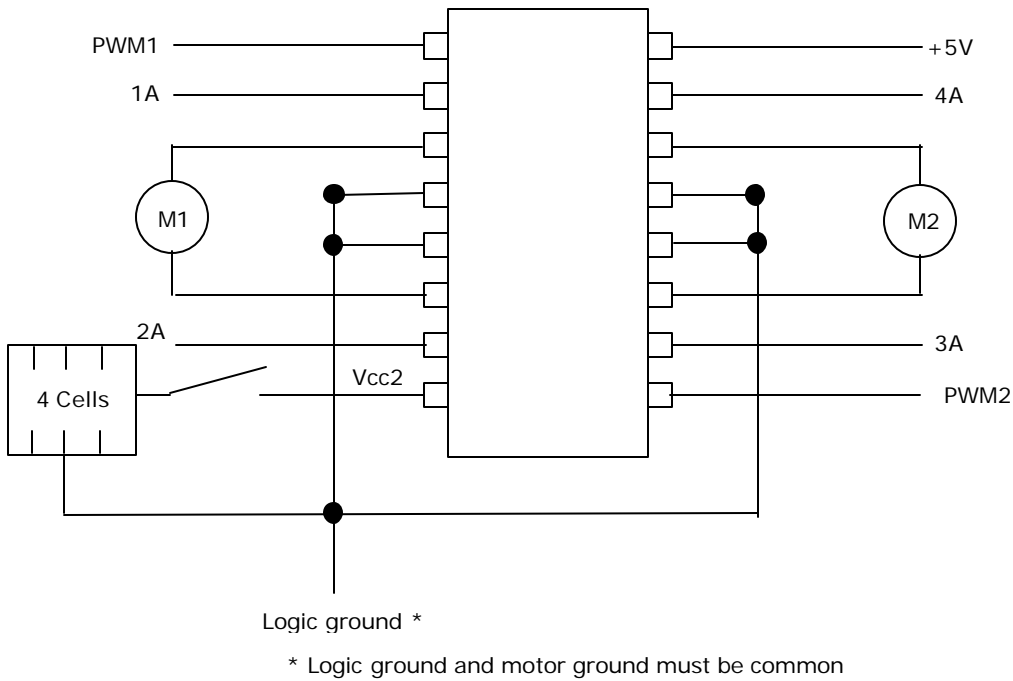 PWM1
+5V
1A
4A
M1
M2
2A
3A
4 Cells
Vcc2
PWM2
Logic ground *
* Logic ground and motor ground must be common